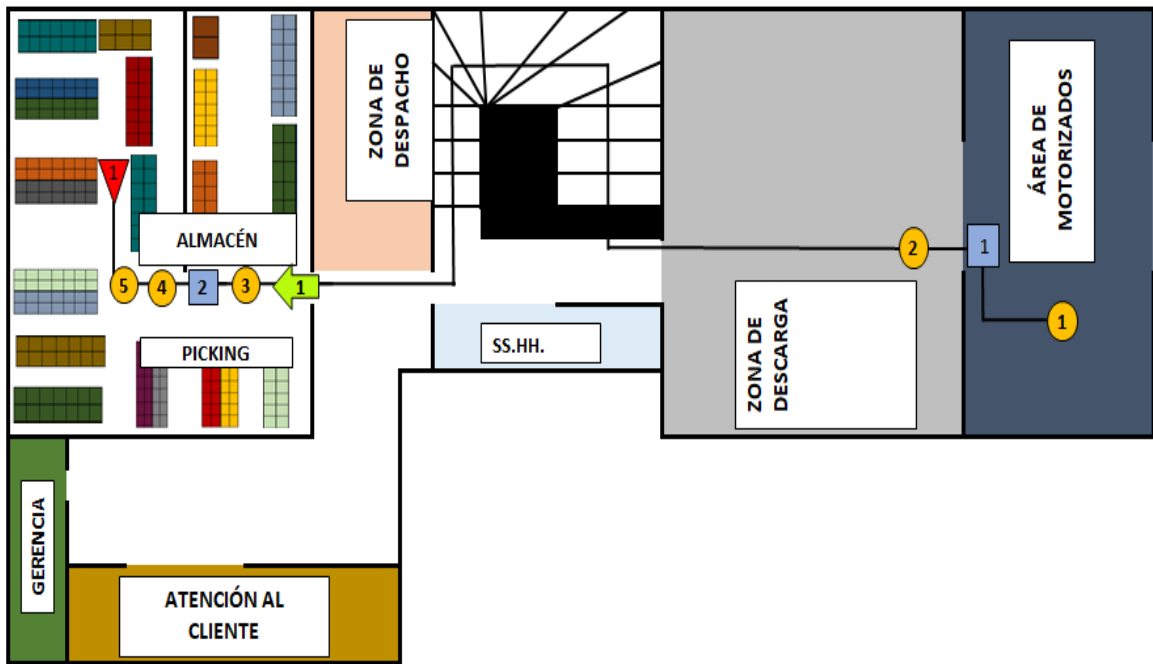 ZONA DE
DESPACHO
ÁREA DE
MOTORIZADOS
1
ALMACÉN
2
1
5
4
2
3
1
1
PICKING
SS.HH.
ZONA DE
DESCARGA
GERENCIA
ATENCIÓN AL
CLIENTE